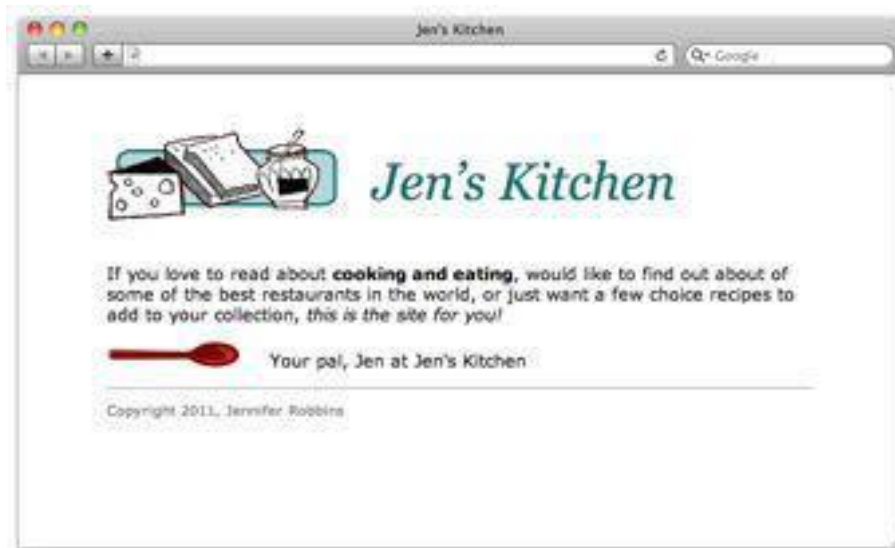 Jen's Kitchen
Google
Jen's Kitchen
If you love to read about cooking and eating, would like to find out about of
some of the best restaurants in the world, or just want a few choice recipes to
add to your collection, this is the site for you!
Your pal, Jen at Jen's Kitchen
Copyright 2011, Jennifer Robbins